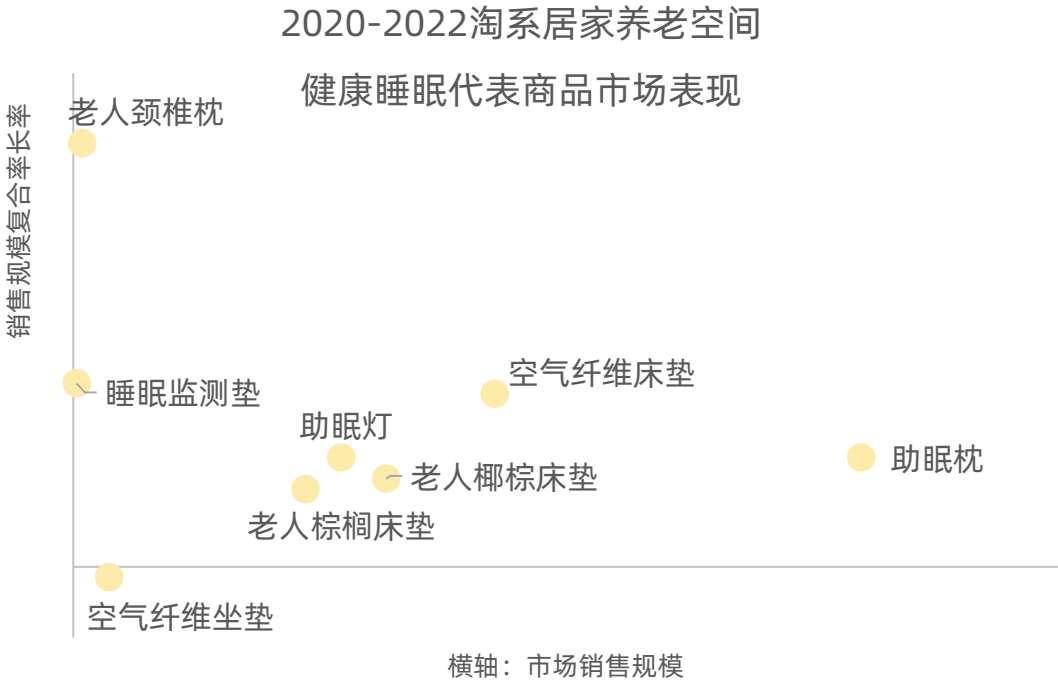 2020-2022淘系居家养老空间
健康睡眠代表商品市场表现
老人颈椎枕
销售规模复合率长率
空气纤维床垫
睡眠监测垫
助眠灯
助眠枕
老人椰棕床垫
老人棕榈床垫
空气纤维坐垫
横轴：市场销售规模